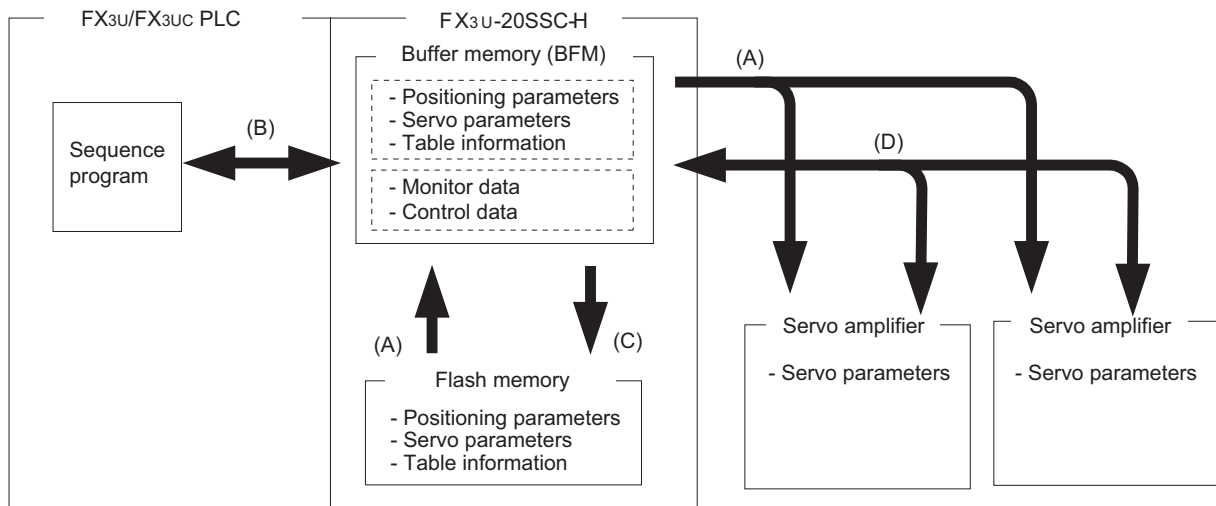 FX3U/FX3UC PLC
FX3U-20SSC-H
Buffer memory (BFM)
- Positioning parameters
- Servo parameters
- Table information
- Monitor data
- Control data
Sequence
program
(B)
(A)
(D)
(A)
(C)
Flash memory
- Positioning parameters
- Servo parameters
- Table information
Servo amplifier
- Servo parameters
Servo amplifier
- Servo parameters